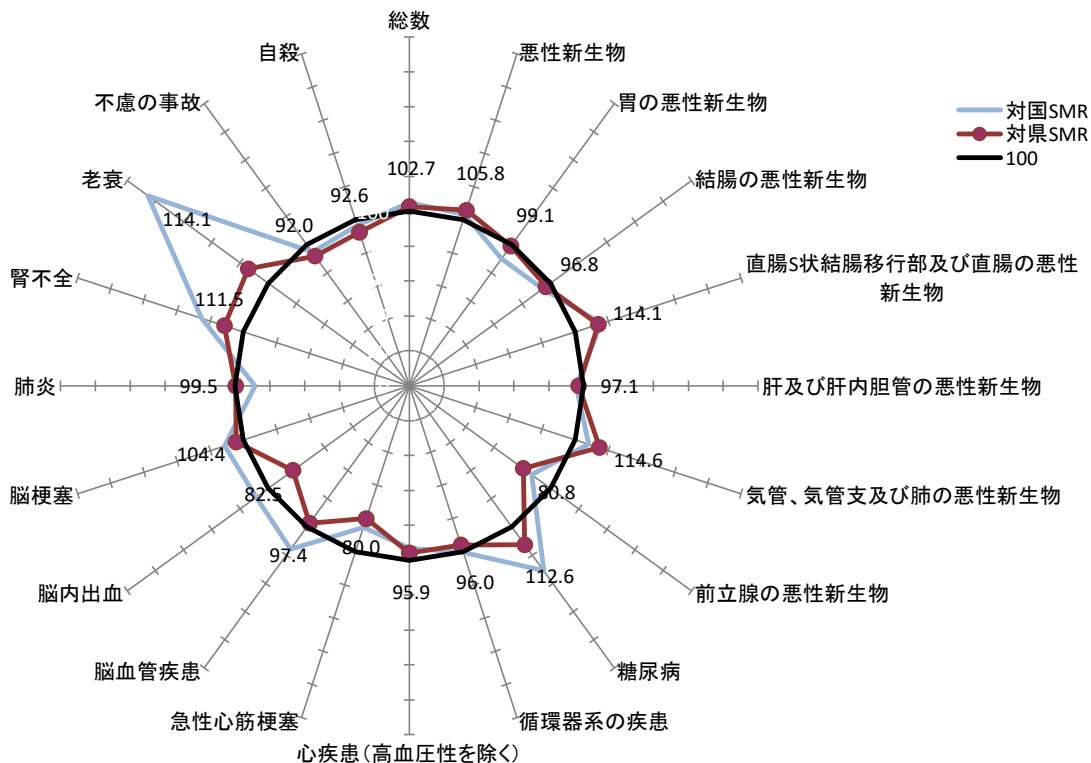 総数
悪性新生物
胃の悪性新生物
結腸の悪性新生物
直腸S状結腸移行部及び直腸の悪性
新生物
肝及び肝内胆管の悪性新生物
気管、気管支及び肺の悪性新生物
前立腺の悪性新生物
糖尿病
循環器系の疾患
心疾患(高血圧性を除く)
急性心筋梗塞
脳血管疾患
脳内出血
脳梗塞
肺炎
腎不全
老衰
不慮の事故
自殺
102.7
105.8
99.1
96.8
114.1
97.1
114.6
80.8
112.6
96.0
95.9
80.0
97.4
82.5
104.4
99.5
111.5
114.1
92.0
92.6
100
対国SMR
対県SMR
100